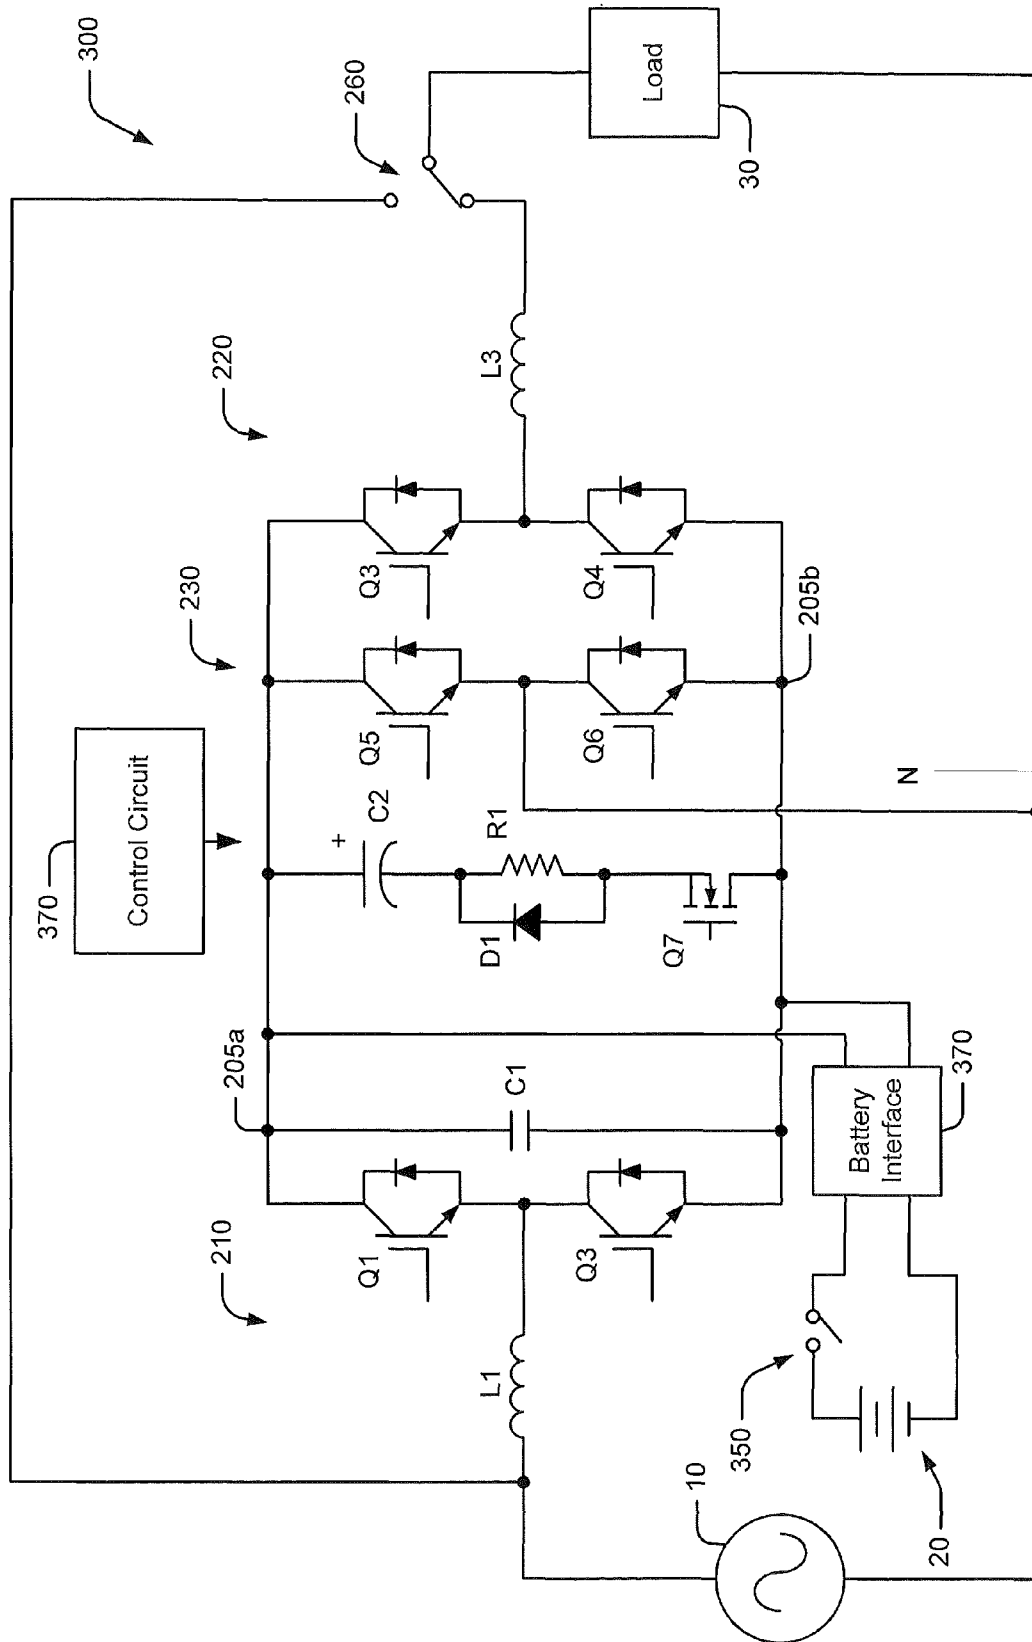 300
260
Load
30
220
L3
230
Q3
Q4
205b
Control Circuit
370
Q5
Q6
N
+
C2
R1
D1
Q7
205a
C1
Battery
Interface
370
210
Q1
Q3
L1
350
10
20